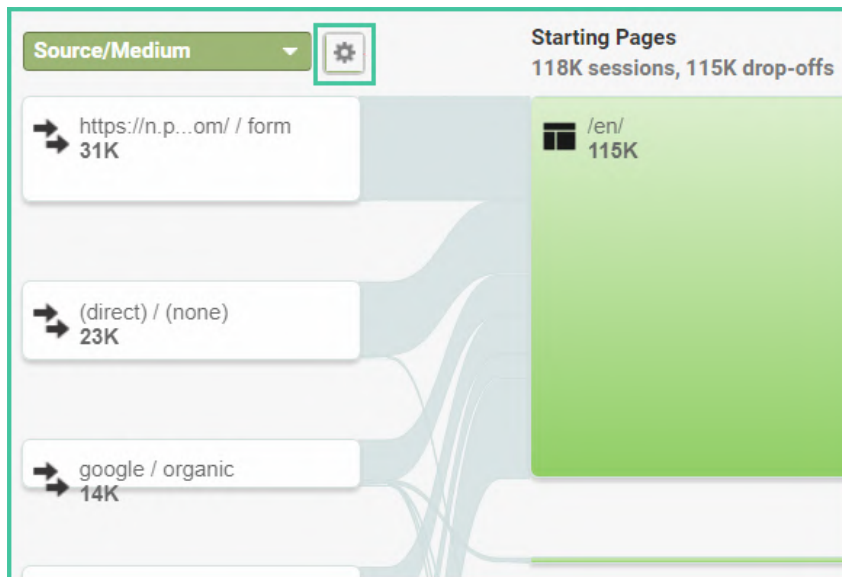 Source/Medium
Starting Pages
118K sessions, 115K drop-offs
https://n.p...om/ / form
31K
/en/
115K
(direct) / (none)
23K
google / organic
14K